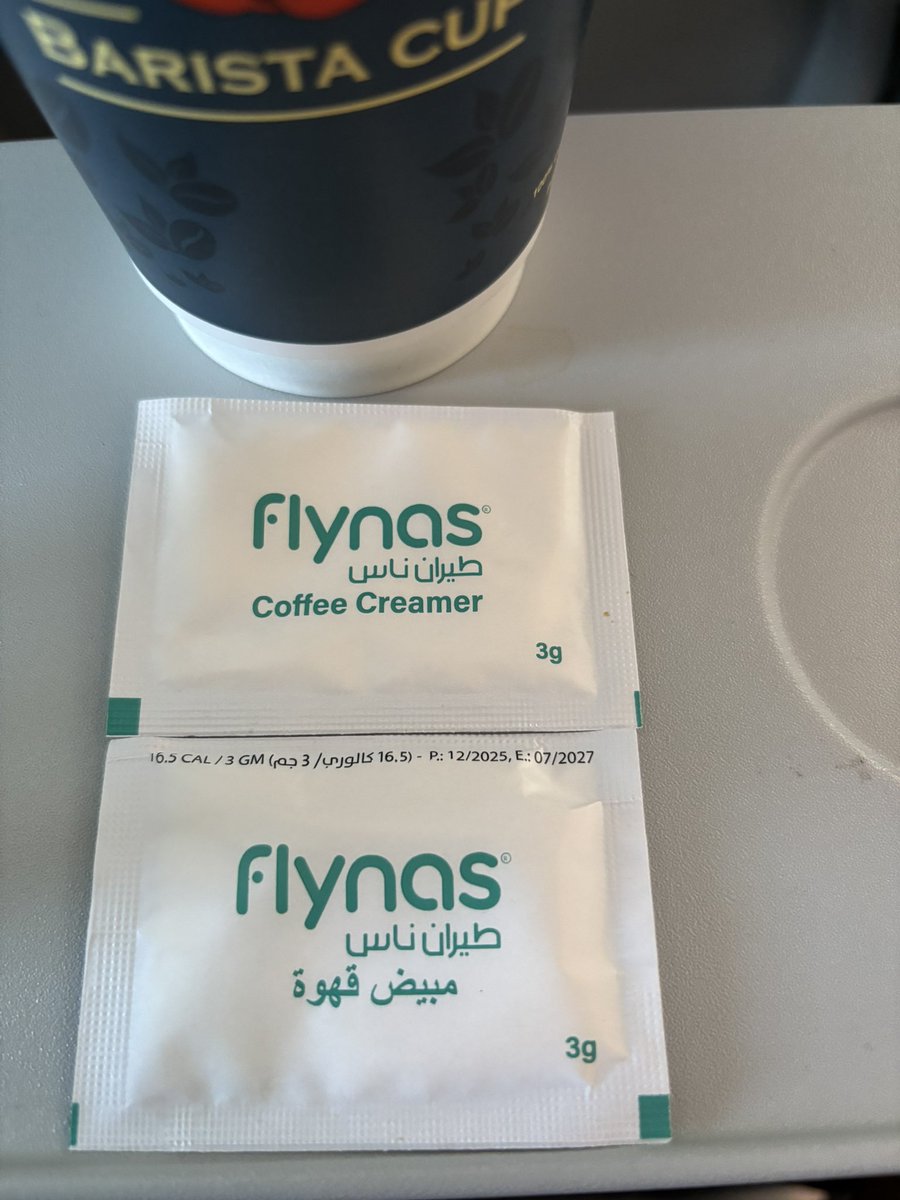 BARISTA CUP
flynas®
طيران ناس
Coffee Creamer
3g
16.5 CAL / 3 GM (16.5 كالوري/ 3 جم) - P.: 12/2025, E.: 07/2027
flynas®
طيران ناس
مبيض قهوة
3g